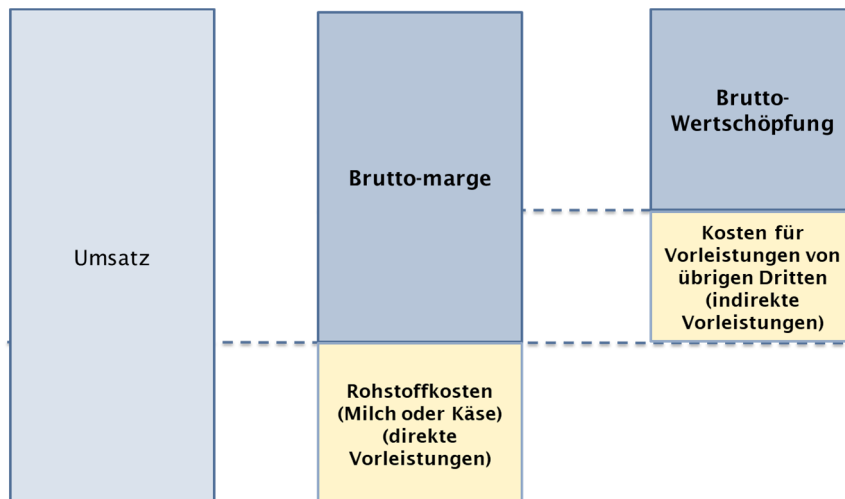 Umsatz
Brutto-marge
Rohstoffkosten
(Milch oder Käse)
(direkte
Vorleistungen)
Brutto-
Wertschöpfung
Kosten für
Vorleistungen von
übrigen Dritten
(indirekte
Vorleistungen)